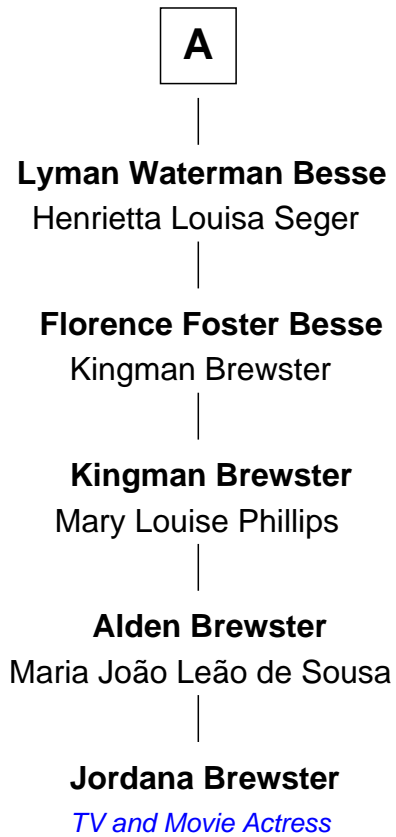 A
Lyman Waterman Besse
Henrietta Louisa Seger
Florence Foster Besse
Kingman Brewster
Kingman Brewster
Mary Louise Phillips
Alden Brewster
Maria João Leão de Sousa
Jordana Brewster
TV and Movie Actress